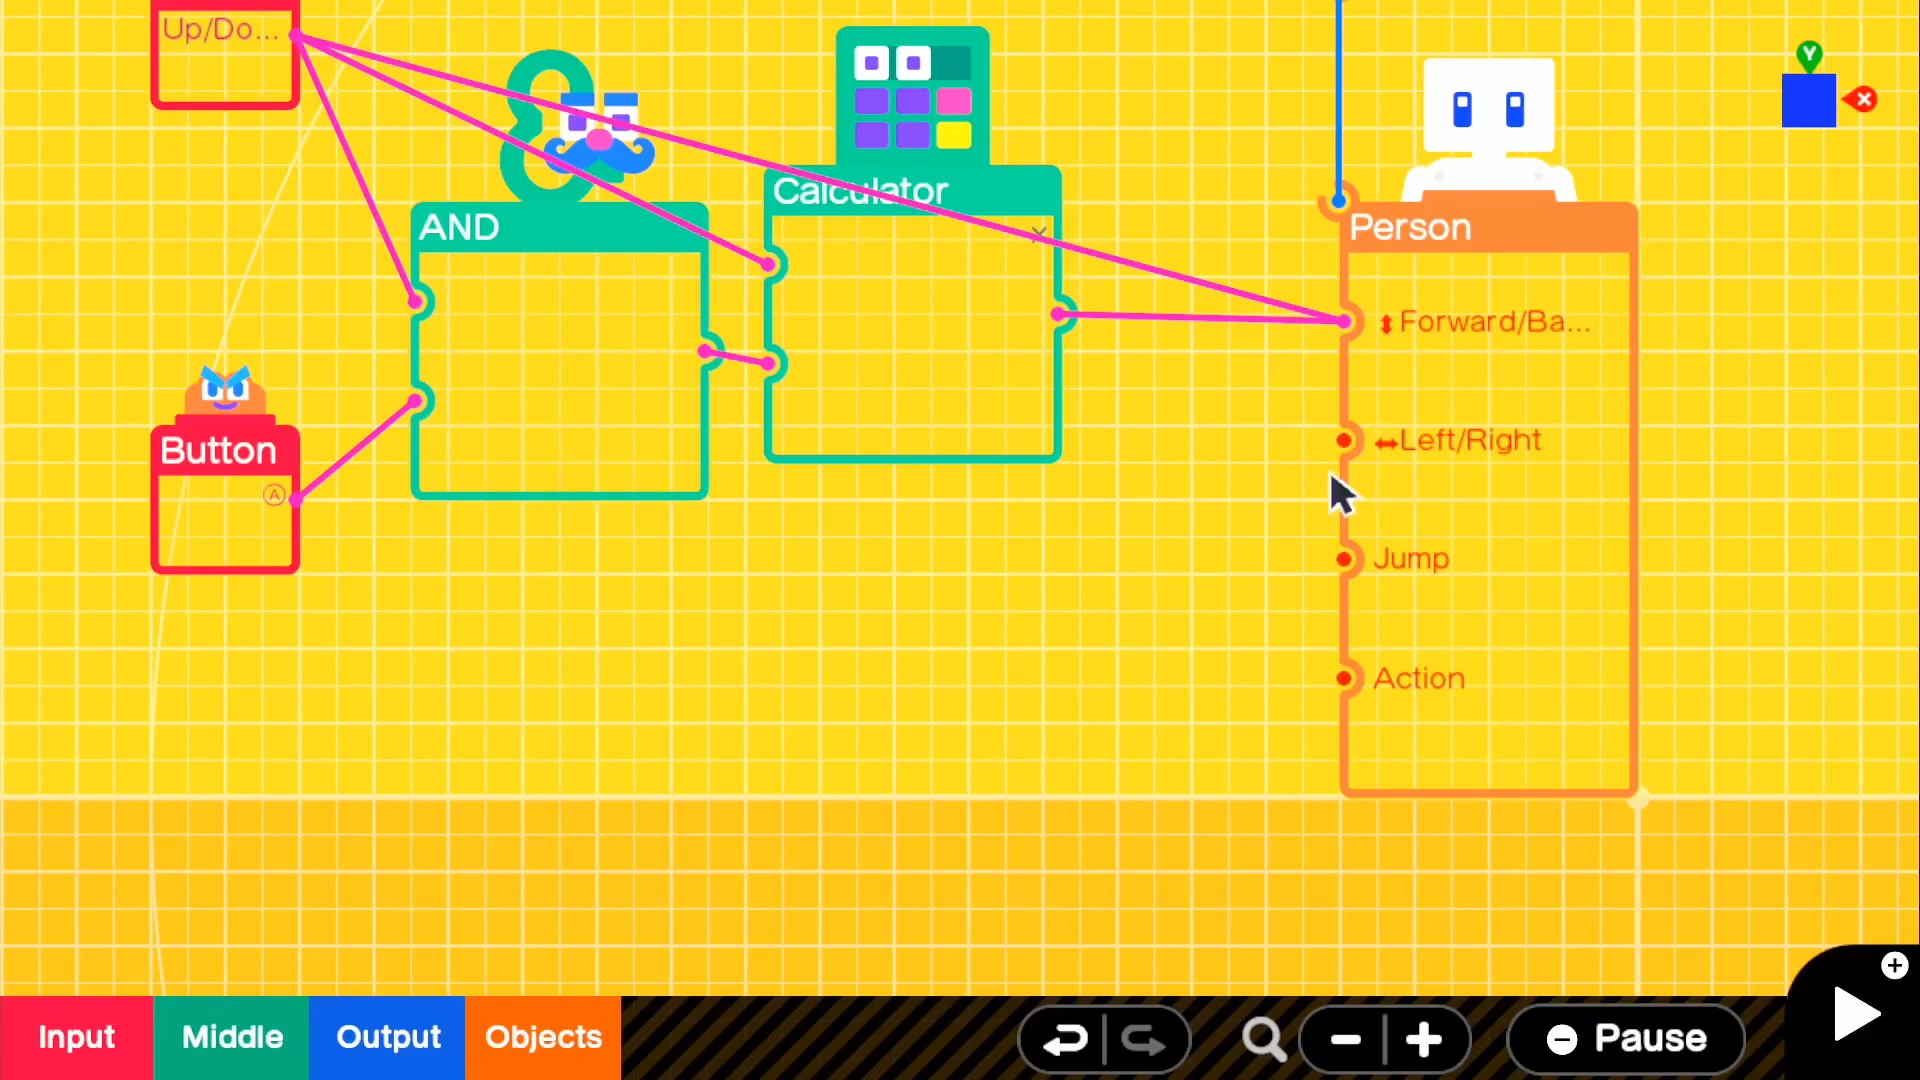 Up/Do...
Y
×
Calculator
×
AND
Person
Forward/Ba...
Left/Right
Button
A
Jump
Action
Input
Middle
Output
Objects
Pause